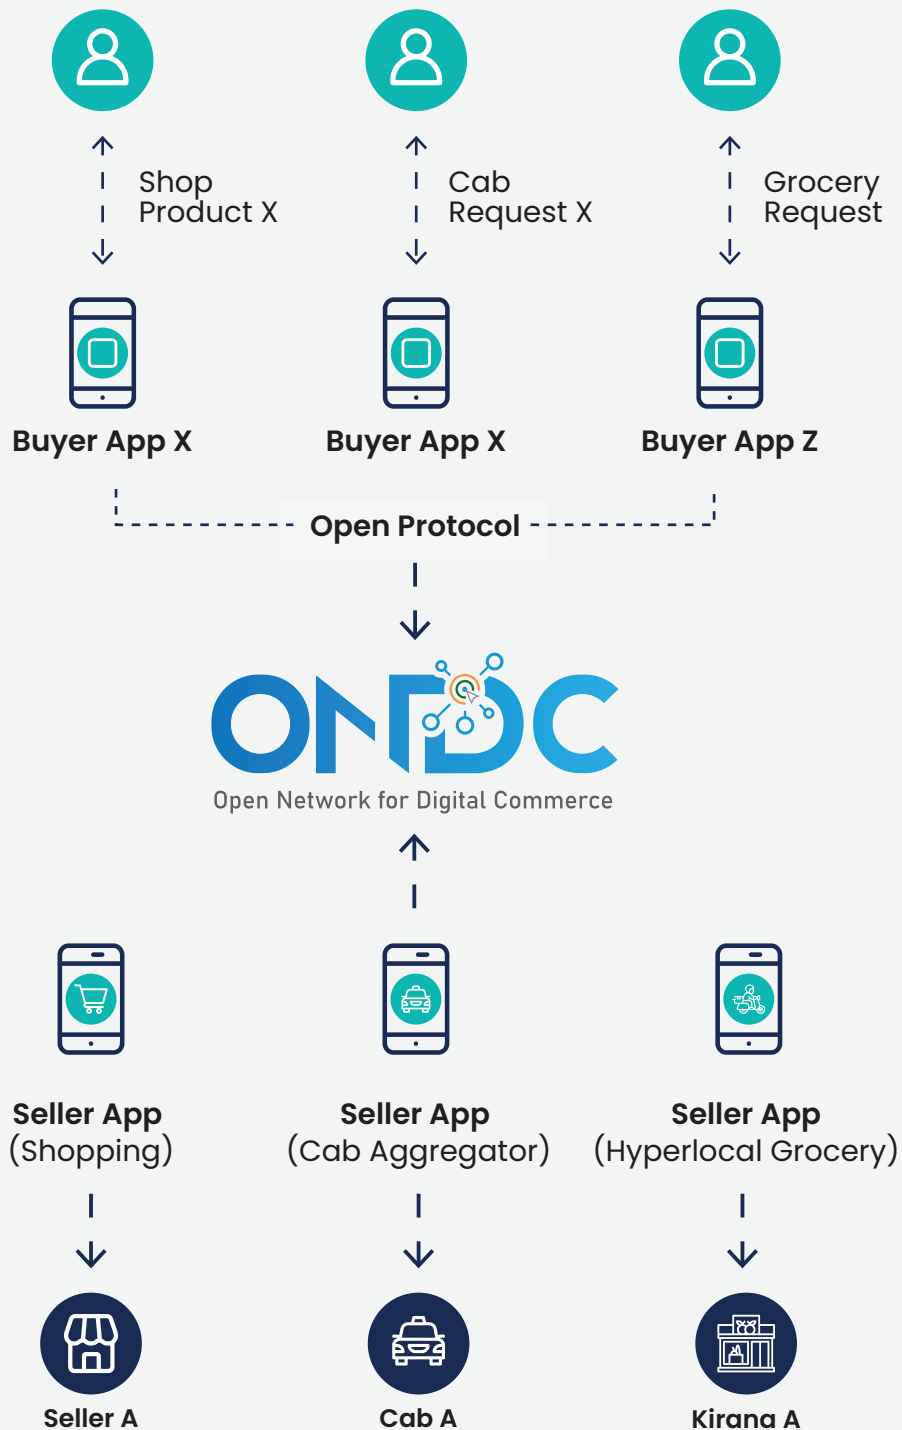 Shop
Product X
Cab
Request X
Grocery
Request
Buyer App X
Buyer App X
Buyer App Z
Open Protocol
ONDC
Open Network for Digital Commerce
Seller App
(Shopping)
Seller App
(Cab Aggregator)
Seller App
(Hyperlocal Grocery)
Seller A
Cab A
Kirana A